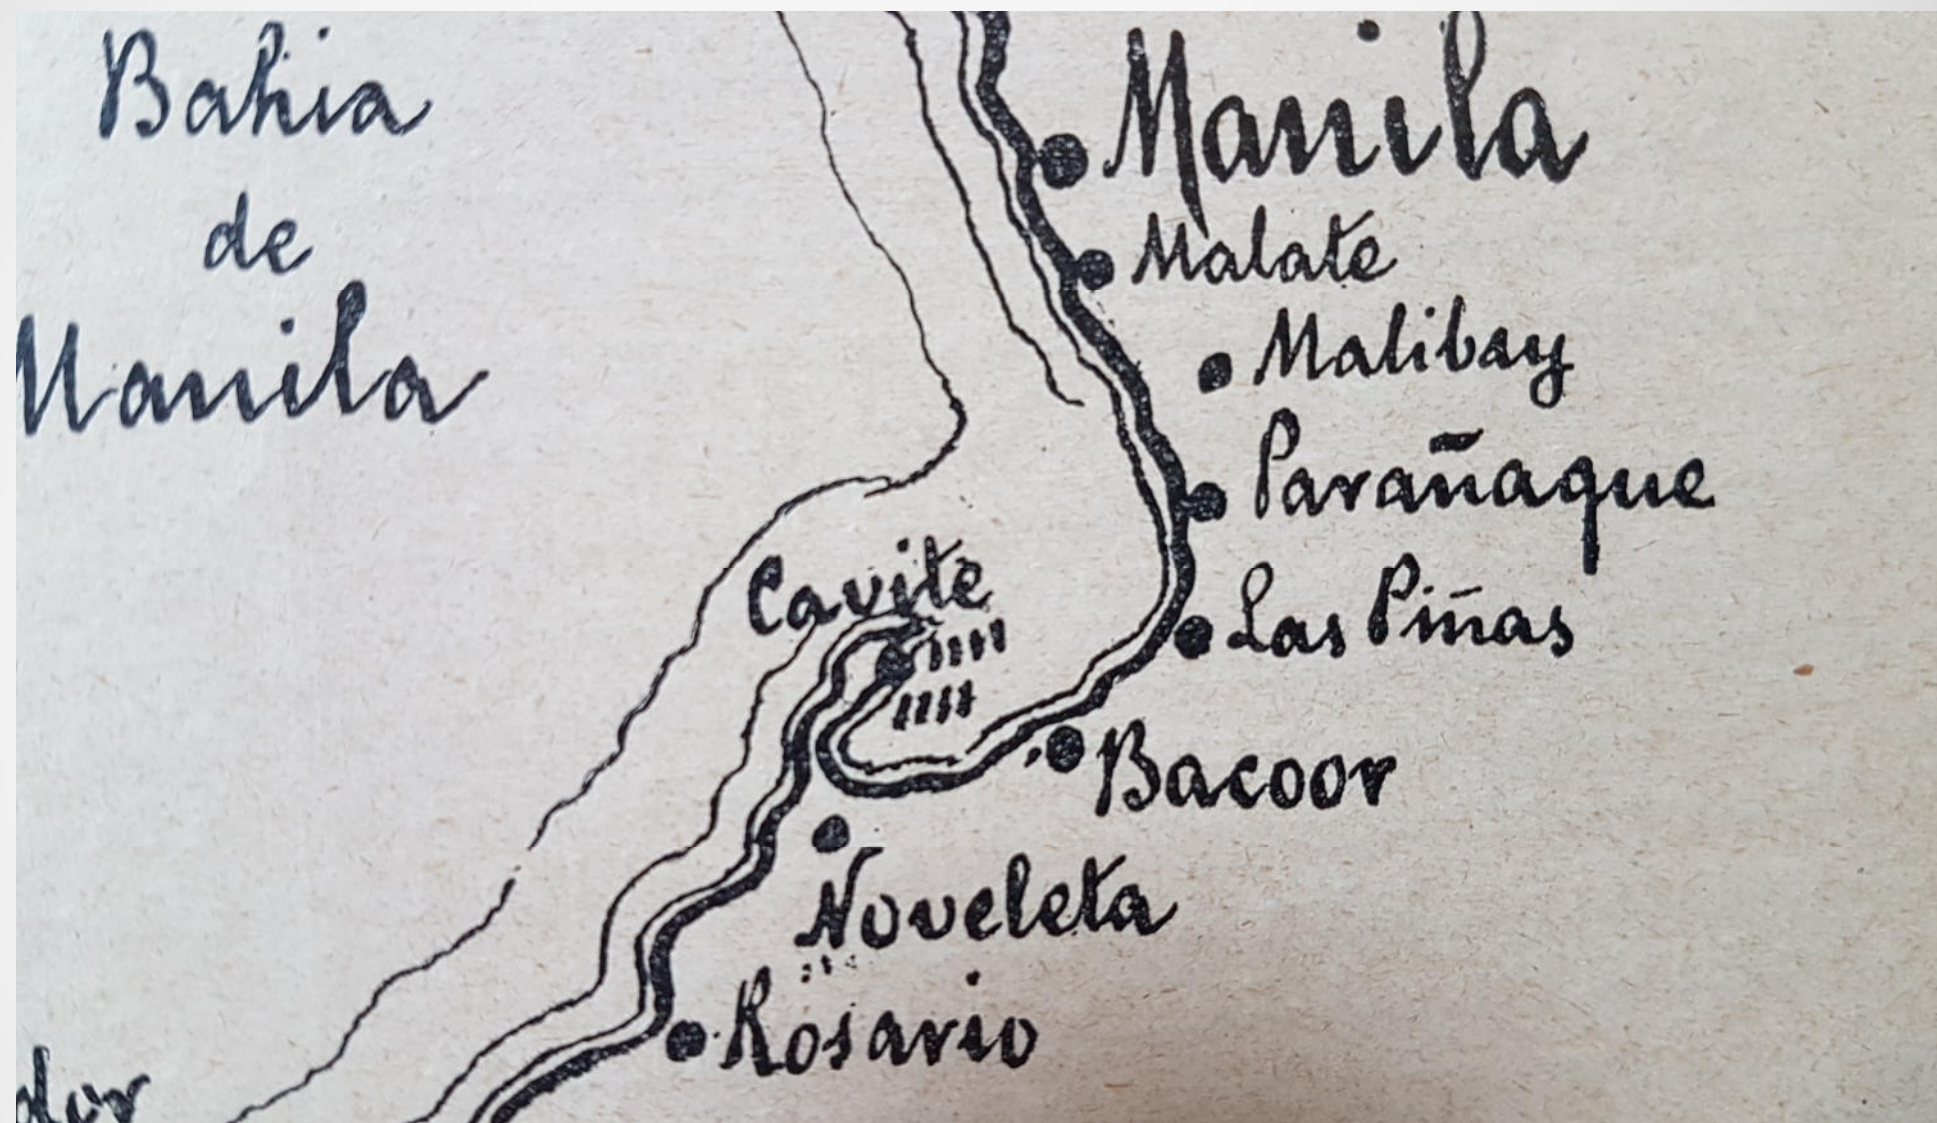 Bahia
de
Manila
Manila
Malate
Malibay
Parañaque
Las Piñas
Cavite
Bacoor
Noveleta
Rosario